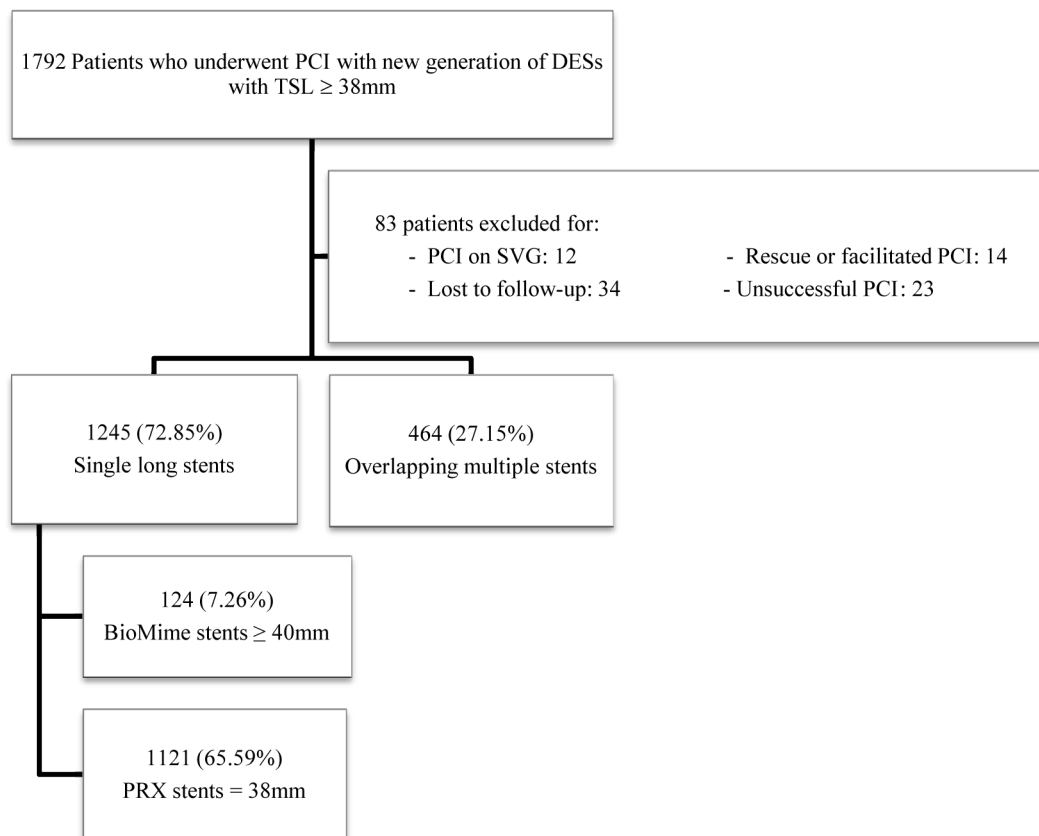 1792 Patients who underwent PCI with new generation of DESs
with TSL ≥ 38mm
83 patients excluded for:
- PCI on SVG: 12 - Rescue or facilitated PCI: 14
- Lost to follow-up: 34 - Unsuccessful PCI: 23
1245 (72.85%)
Single long stents
464 (27.15%)
Overlapping multiple stents
124 (7.26%)
BioMime stents ≥ 40mm
1121 (65.59%)
PRX stents = 38mm